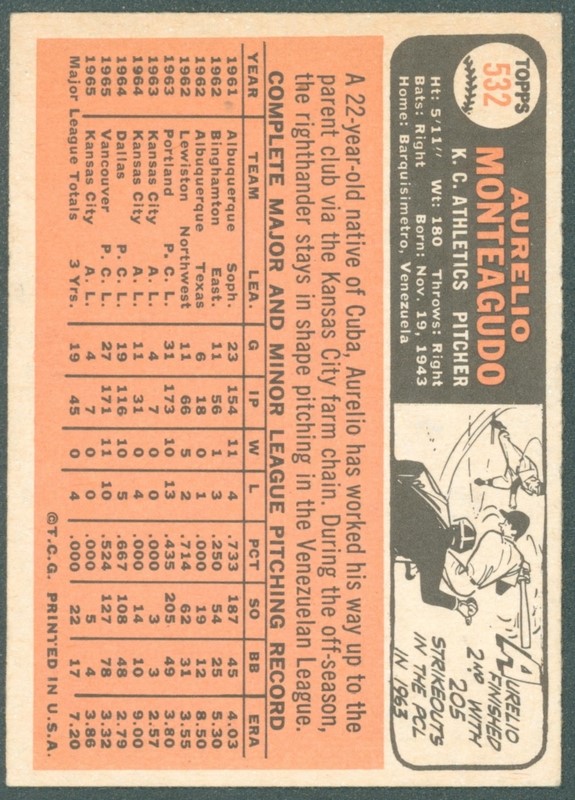 TOPPS
532
AURELIO
MONTEAGUDO
K. C. ATHLETICS PITCHER
Ht: 5'11" Wt: 180 Throws: Right
Bats: Right Born: Nov. 19, 1943
Home: Barquisimetro, Venezuela
AURELIO
FINISHED
2ND WITH
205
STRIKEOUTS
IN THE PCL
IN 1963
A 22-year-old native of Cuba, Aurelio has worked his way up to the
parent club via the Kansas City farm chain. During the off-season,
the righthander stays in shape pitching in the Venezuelan League.
COMPLETE MAJOR AND MINOR LEAGUE PITCHING RECORD
YEAR TEAM LEA. G IP W L PCT SO BB ERA
1961 Albuquerque Soph. 23 154 11 4 .733 187 45 4.03
1962 Binghamton East. 11 56 1 3 .250 54 25 5.30
1962 Albuquerque Texas 6 18 0 1 .000 19 12 8.50
1962 Lewiston Northwest 11 66 5 2 .714 62 31 3.55
1963 Portland P. C. L. 31 173 10 13 .435 205 49 3.80
1963 Kansas City A. L. 4 7 0 0 .000 3 3 2.57
1964 Kansas City A. L. 11 31 0 4 .000 14 10 9.00
1964 Dallas P. C. L. 19 116 10 5 .667 108 48 2.79
1965 Vancouver P. C. L. 27 171 11 10 .524 127 78 3.32
1965 Kansas City A. L. 4 7 0 0 .000 5 4 3.86
Major League Totals 3 Yrs. 19 45 0 4 .000 22 17 7.20
©T.C.G. PRINTED IN U.S.A.